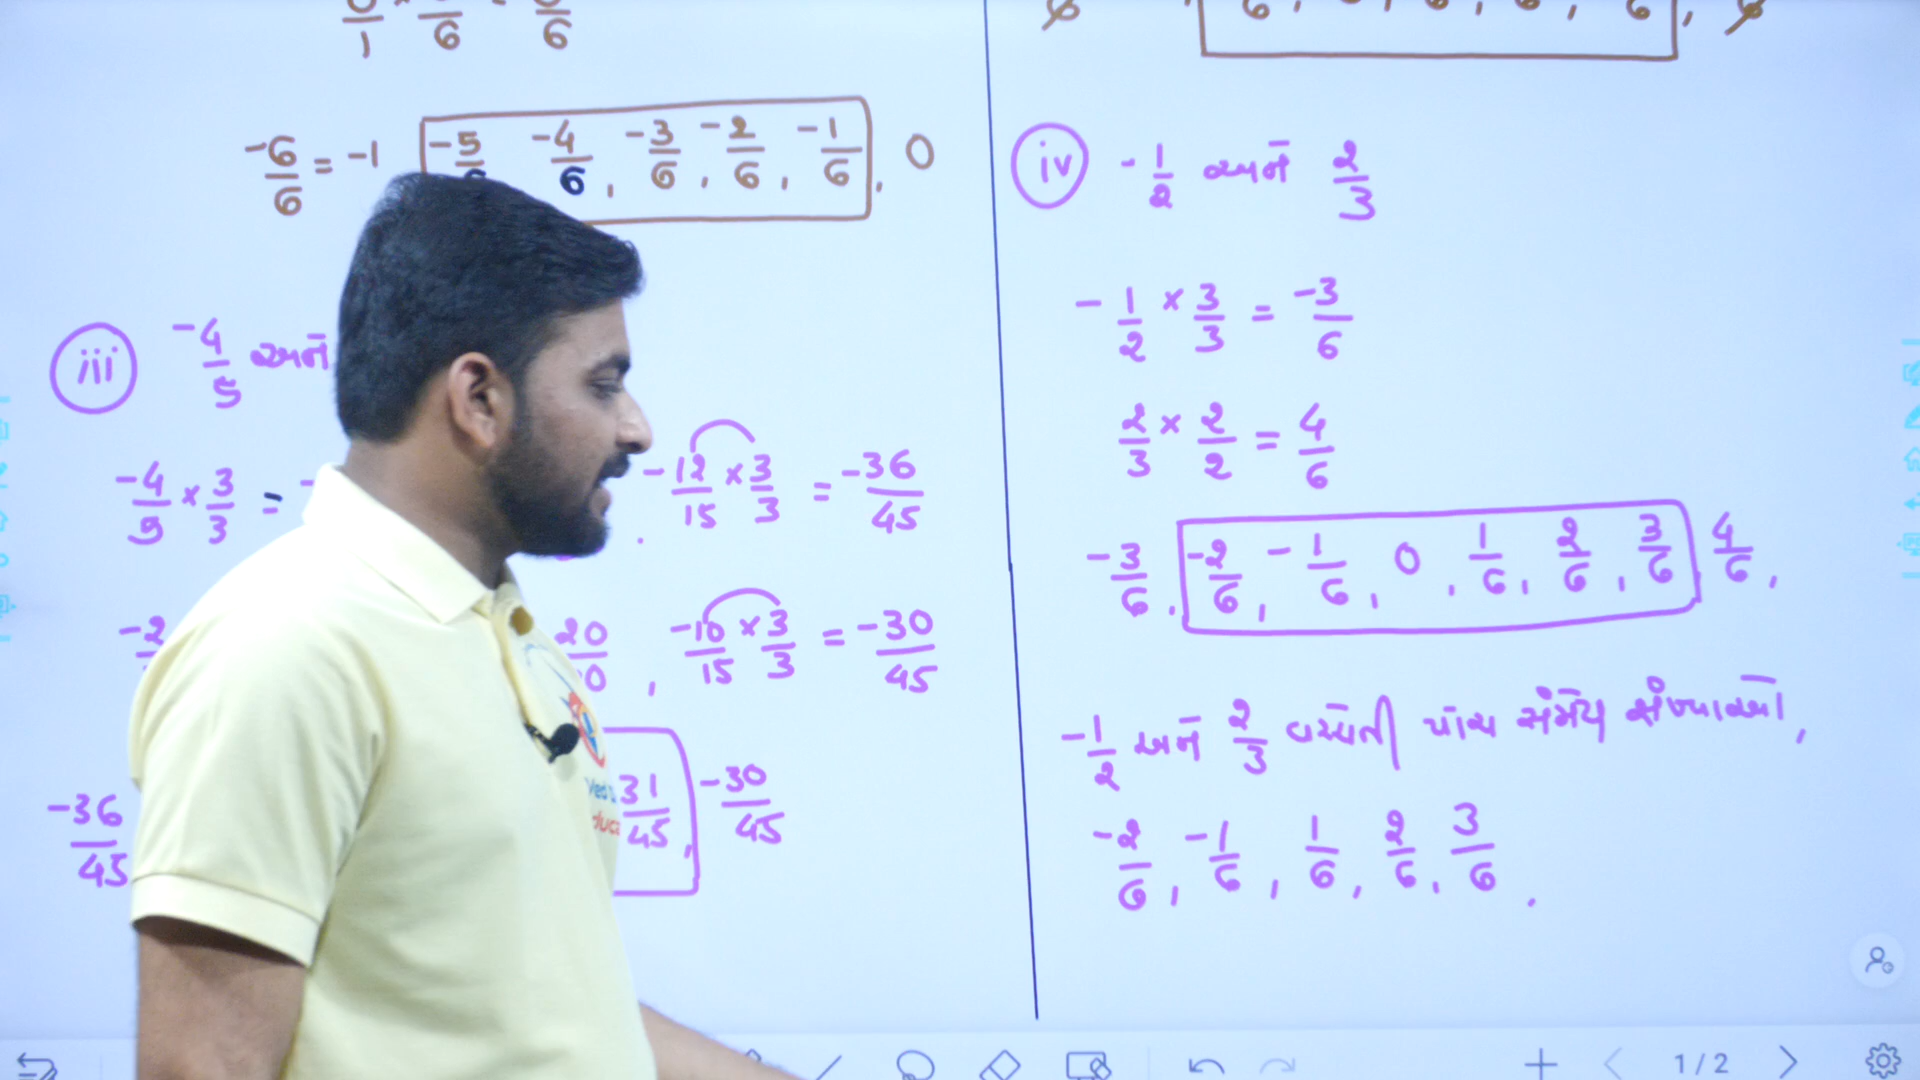 -6/6 = -1 -5/6 -4/6, -3/6, -2/6, -1/6, 0
iii -4/5 અને
-4/5 × 3/3 = - -12/15 × 3/3 = -36/45
-2 20/ 0, -10/15 × 3/3 = -30/45
-36/45 31/45, -30/45
iv -1/2 અને 2/3
-1/2 × 3/3 = -3/6
2/3 × 2/2 = 4/6
-3/6, -2/6, -1/6, 0, 1/6, 2/6, 3/6, 4/6,
-1/2 અને 2/3 વચ્ચેની પાંચ સંમેય સંખ્યાઓ,
-2/6, -1/6, 1/6, 2/6, 3/6.
1/2